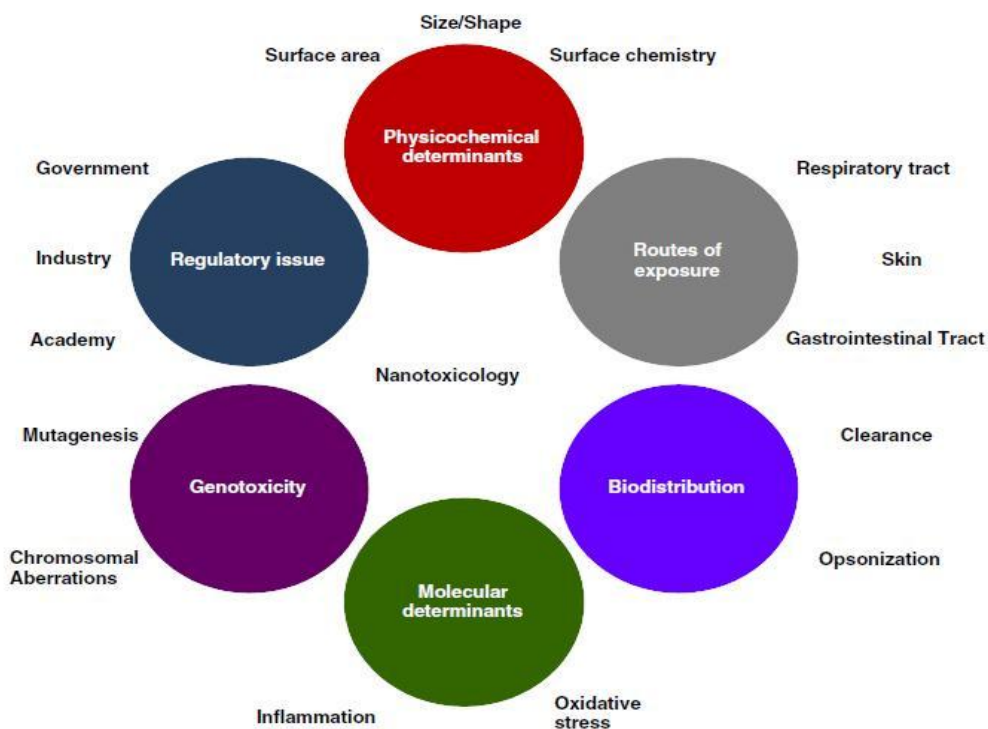 Size/Shape
Surface area
Surface chemistry
Physicochemical
determinants
Government
Respiratory tract
Industry
Regulatory issue
Routes of
exposure
Skin
Academy
Gastrointestinal Tract
Nanotoxicology
Mutagenesis
Clearance
Genotoxicity
Biodistribution
Chromosomal
Aberrations
Opsonization
Molecular
determinants
Inflammation
Oxidative
stress